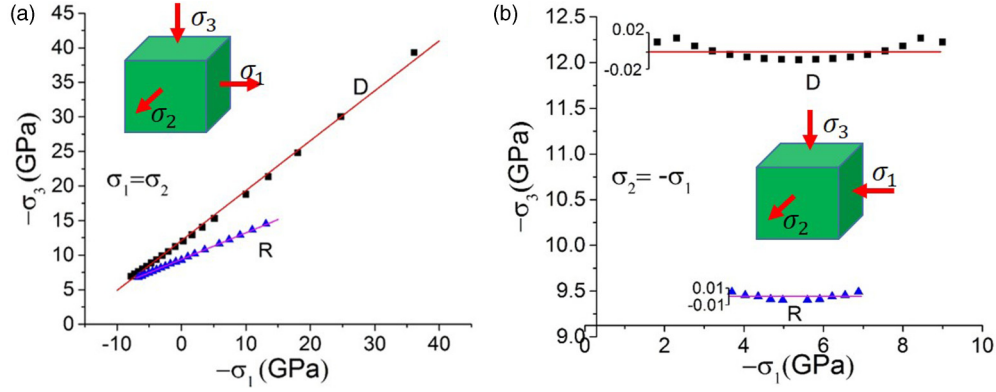 (a)
45
40
35
30
25
20
15
10
5
0
−σ₃ (GPa)
σ₃
σ₁
σ₂
σ₁=σ₂
D
R
-10 0 10 20 30 40
−σ₁(GPa)
(b)
12.5
12.0
11.5
11.0
10.5
10.0
9.5
9.0
−σ₃(GPa)
0.02
-0.02
D
σ₃
σ₁
σ₂
σ₂= -σ₁
0.01
-0.01
R
0 2 4 6 8 10
−σ₁(GPa)